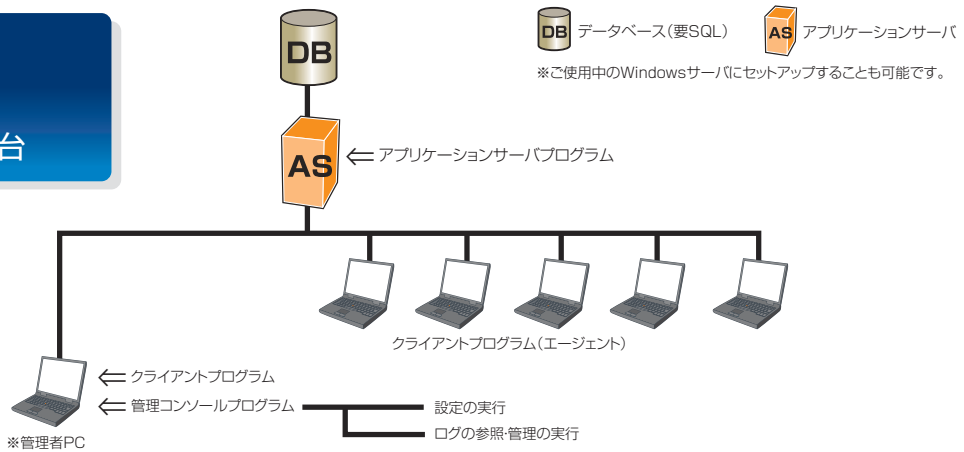 台
DB
DB データベース（要SQL）
AS アプリケーションサーバ
※ご使用中のWindowsサーバにセットアップすることも可能です。
AS
⇐ アプリケーションサーバプログラム
クライアントプログラム（エージェント）
⇐ クライアントプログラム
⇐ 管理コンソールプログラム
設定の実行
ログの参照・管理の実行
※管理者PC